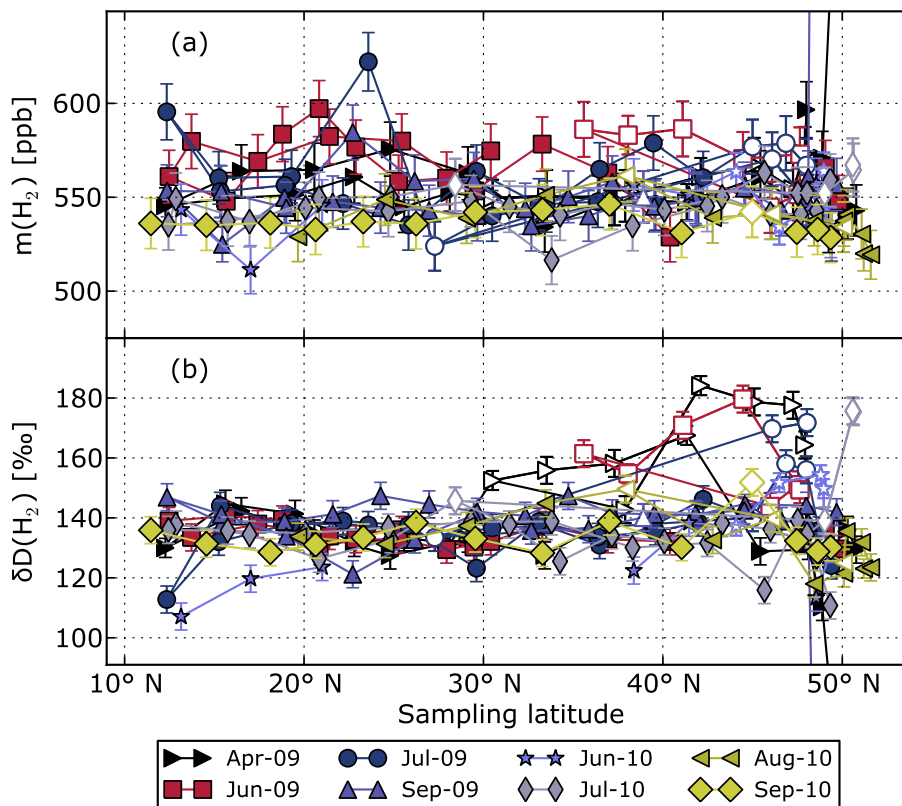 (a)
m(H₂) [ppb]
600
550
500
(b)
δD(H₂) [‰]
180
160
140
120
100
10° N 20° N 30° N 40° N 50° N
Sampling latitude
Apr-09 Jul-09 Jun-10 Aug-10
Jun-09 Sep-09 Jul-10 Sep-10